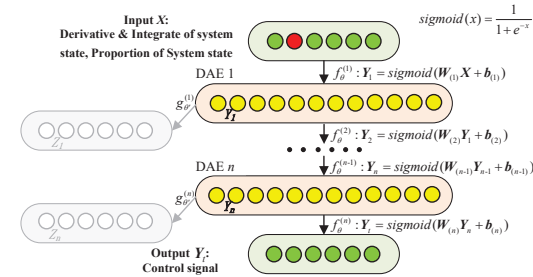 Input X:
Derivative & Integrate of system
state, Proportion of System state
sigmoid(x) = 1 / (1+e^{-x})
DAE 1
f_θ^{(1)} : Y_1 = sigmoid(W_{(1)}X + b_{(1)})
g_{θ'}^{(1)}
Y_1
Z_1
f_θ^{(2)} : Y_2 = sigmoid(W_{(2)}Y_1 + b_{(2)})
DAE n
f_θ^{(n-1)} : Y_n = sigmoid(W_{(n-1)}Y_{n-1} + b_{(n-1)})
g_{θ'}^{(n)}
Y_n
Z_n
f_θ^{(n)} : Y_t = sigmoid(W_{(n)}Y_n + b_{(n)})
Output Y_t:
Control signal